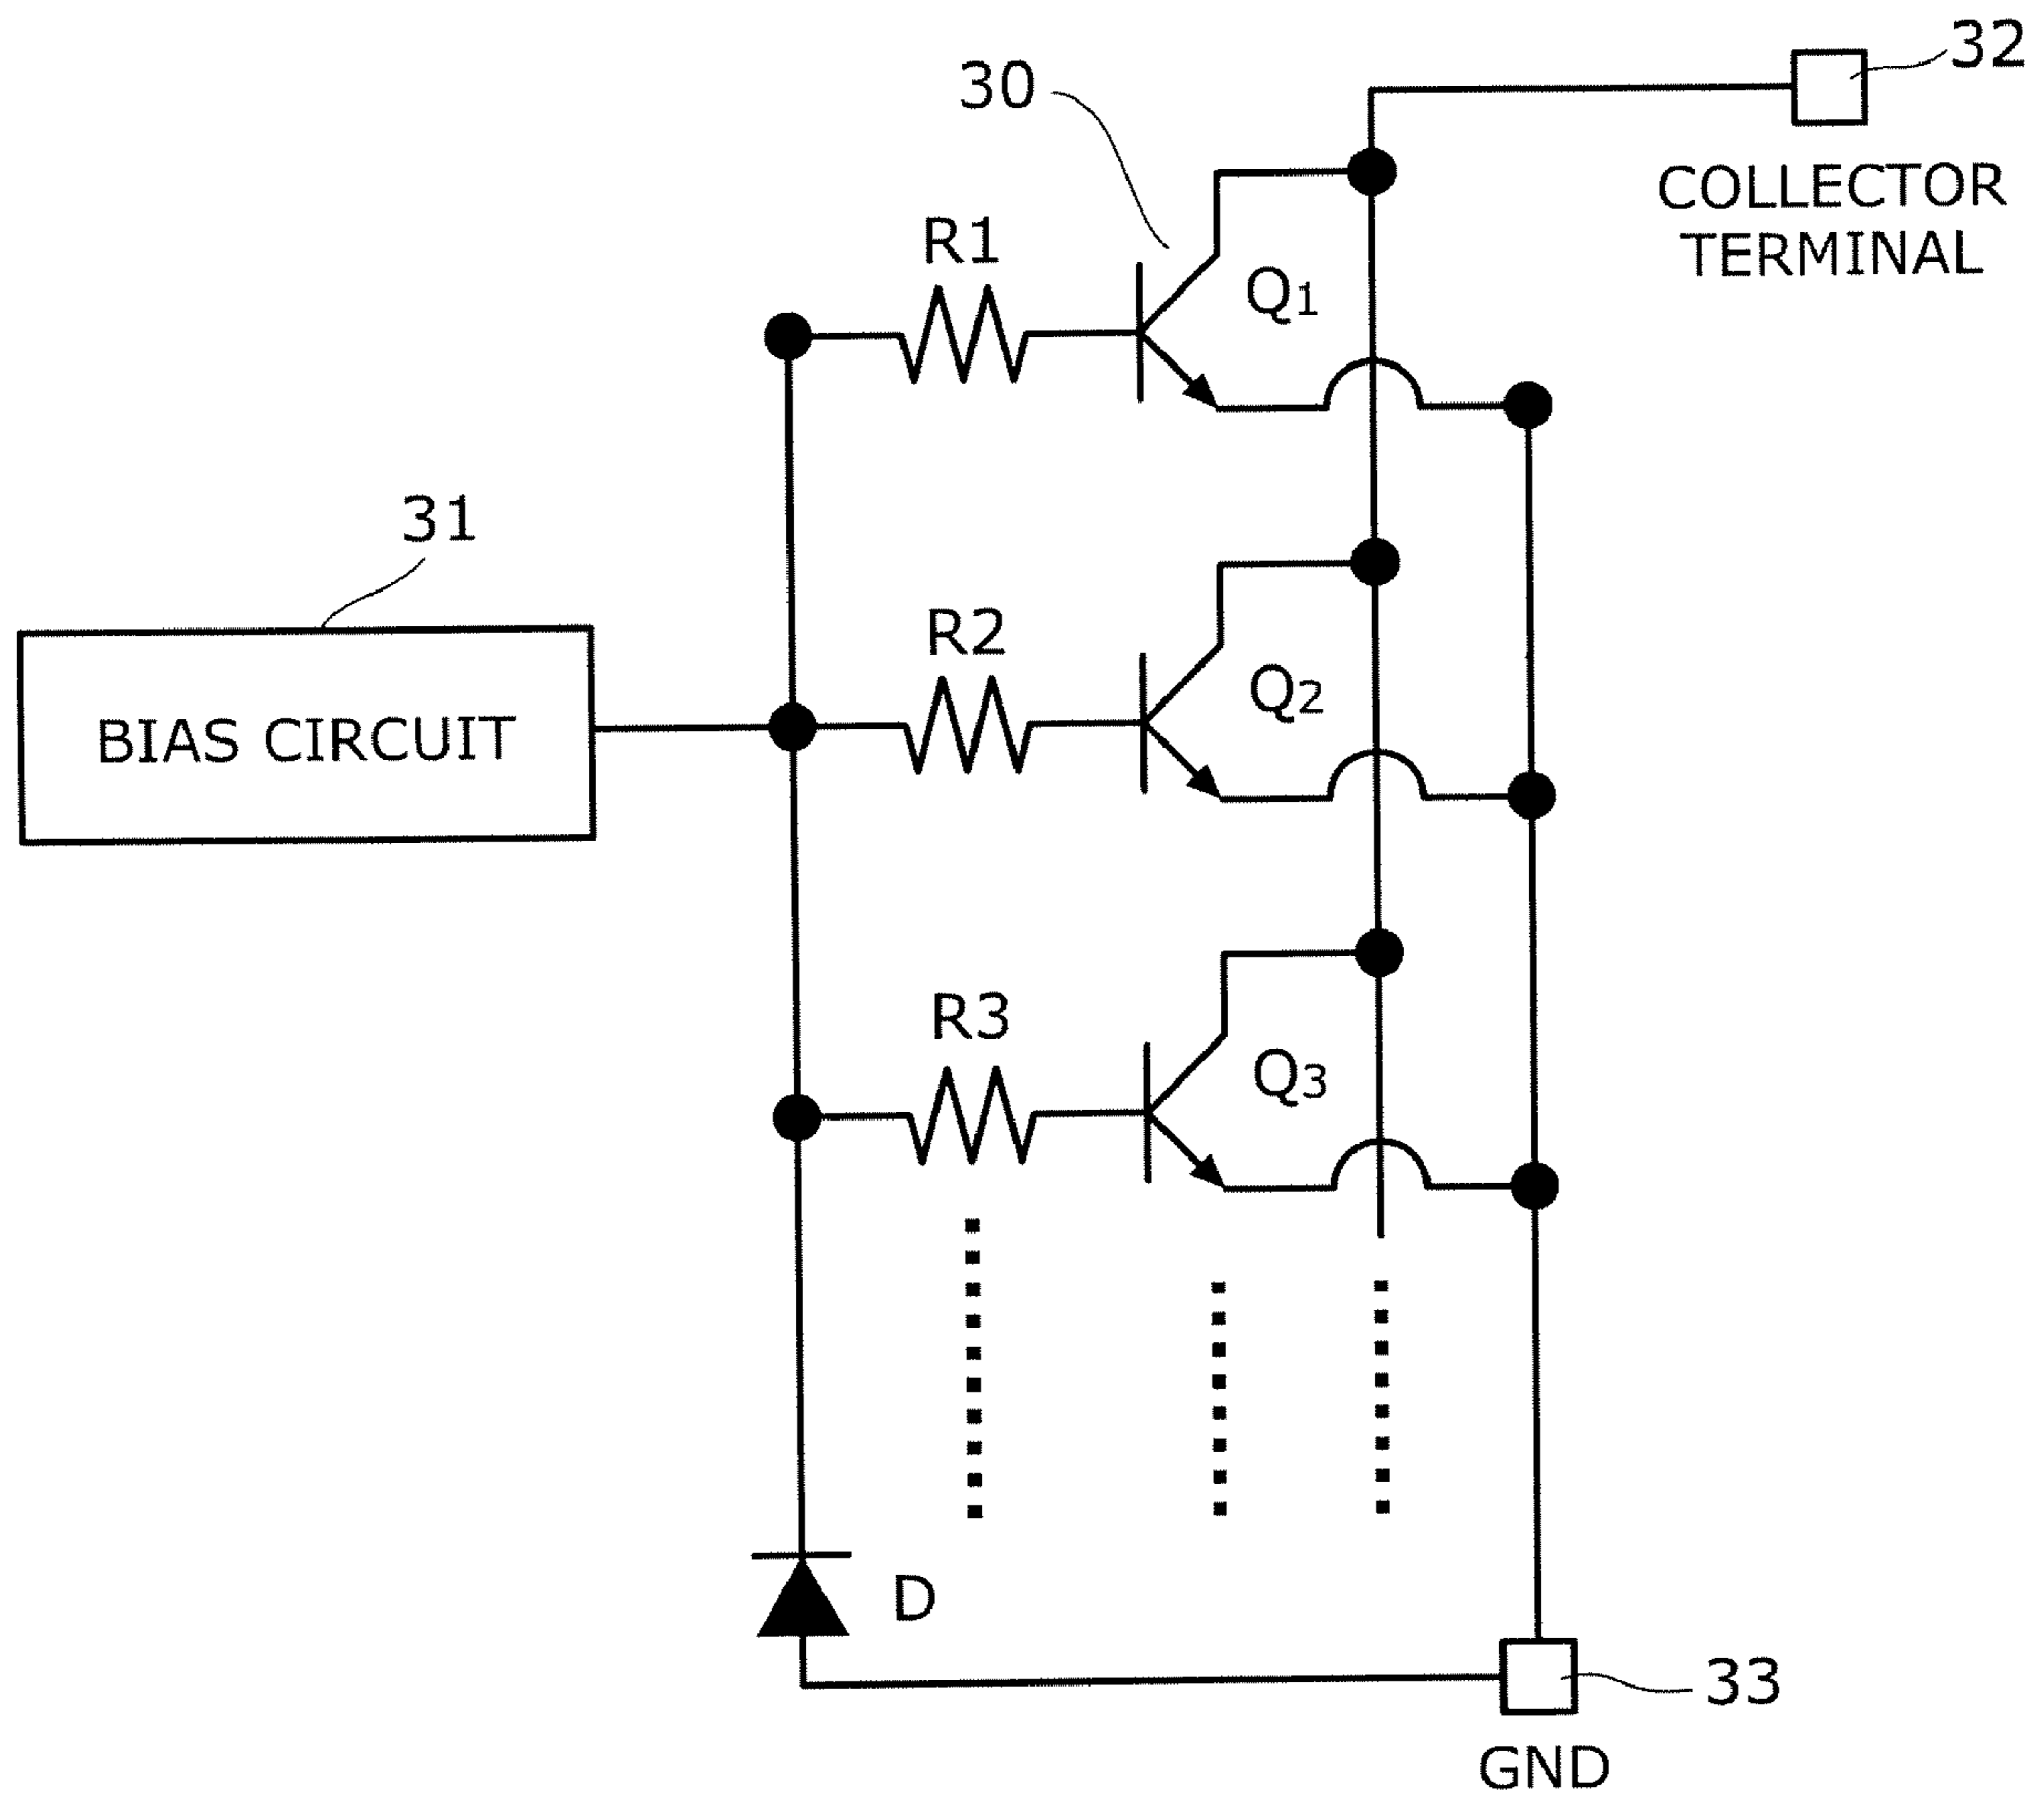 32
30
COLLECTOR
TERMINAL
R1
Q1
31
R2
Q2
BIAS CIRCUIT
R3
Q3
D
33
GND